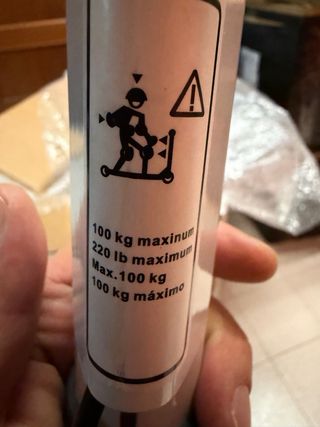 100 kg maxinum
220 lb maximum
Max.100 kg
100 kg máximo